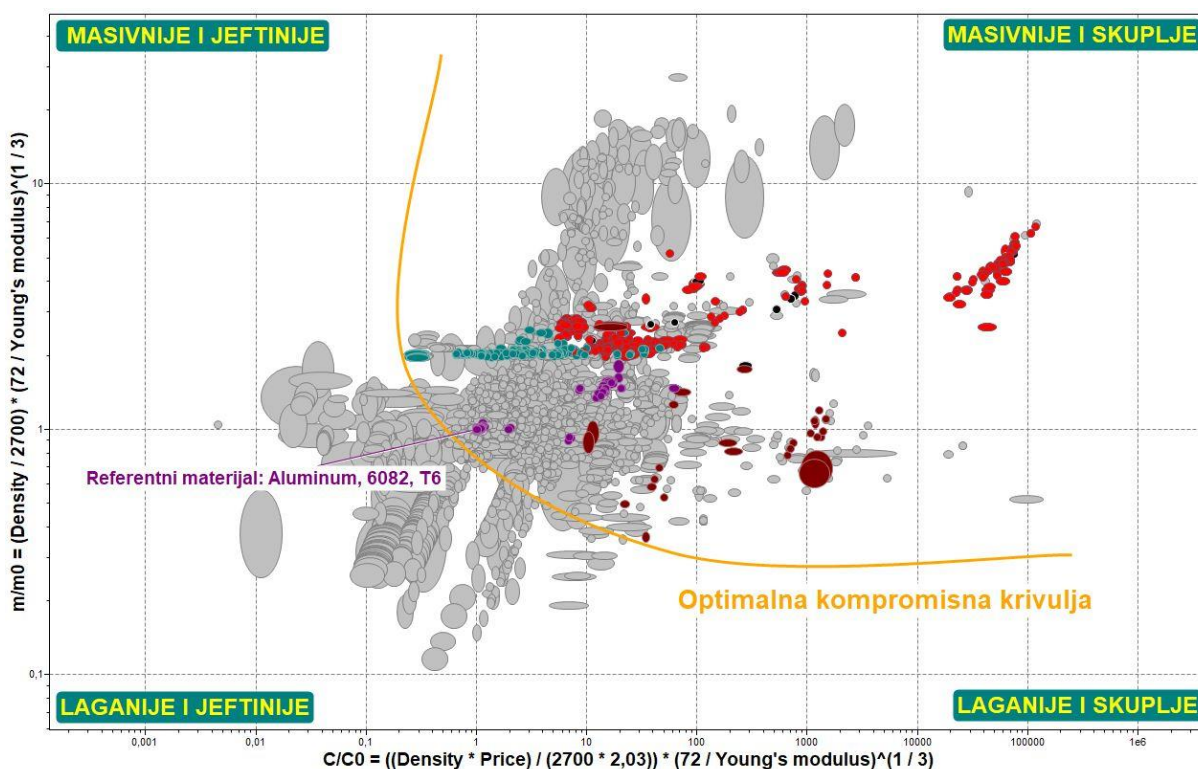 MASIVNIJE I JEFTINIJE
MASIVNIJE I SKUPLJE
m/m0 = (Density / 2700) * (72 / Young's modulus)^(1 / 3)
10
1
0,1
Referentni materijal: Aluminum, 6082, T6
Optimalna kompromisna krivulja
LAGANIJE I JEFTINIJE
LAGANIJE I SKUPLJE
0,001
0,01
0,1
1
10
100
1000
10000
100000
1e6
C/C0 = ((Density * Price) / (2700 * 2,03)) * (72 / Young's modulus)^(1 / 3)